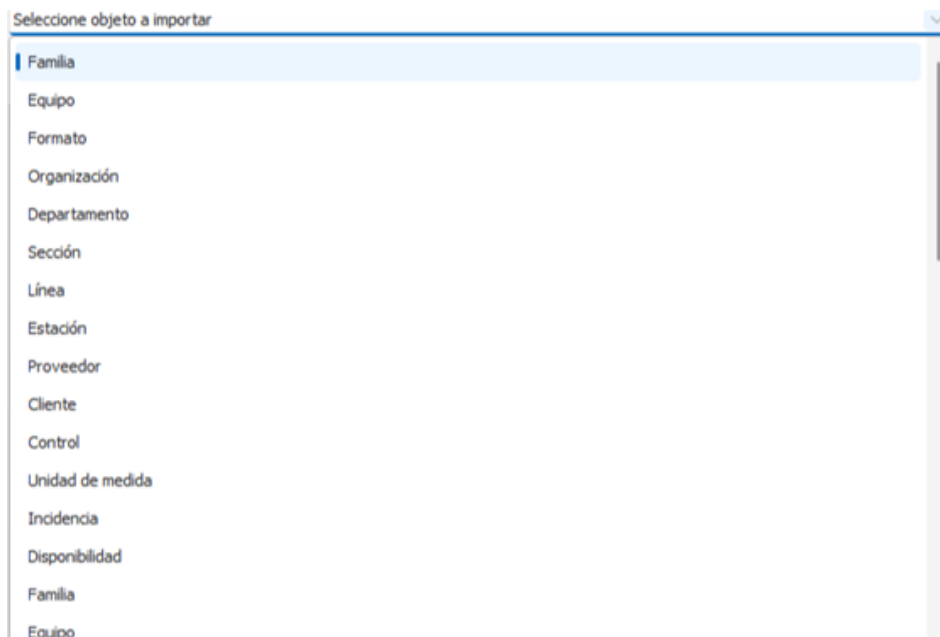 Seleccione objeto a importar
Familia
Equipo
Formato
Organización
Departamento
Sección
Línea
Estación
Proveedor
Cliente
Control
Unidad de medida
Incidencia
Disponibilidad
Familia
Equipo